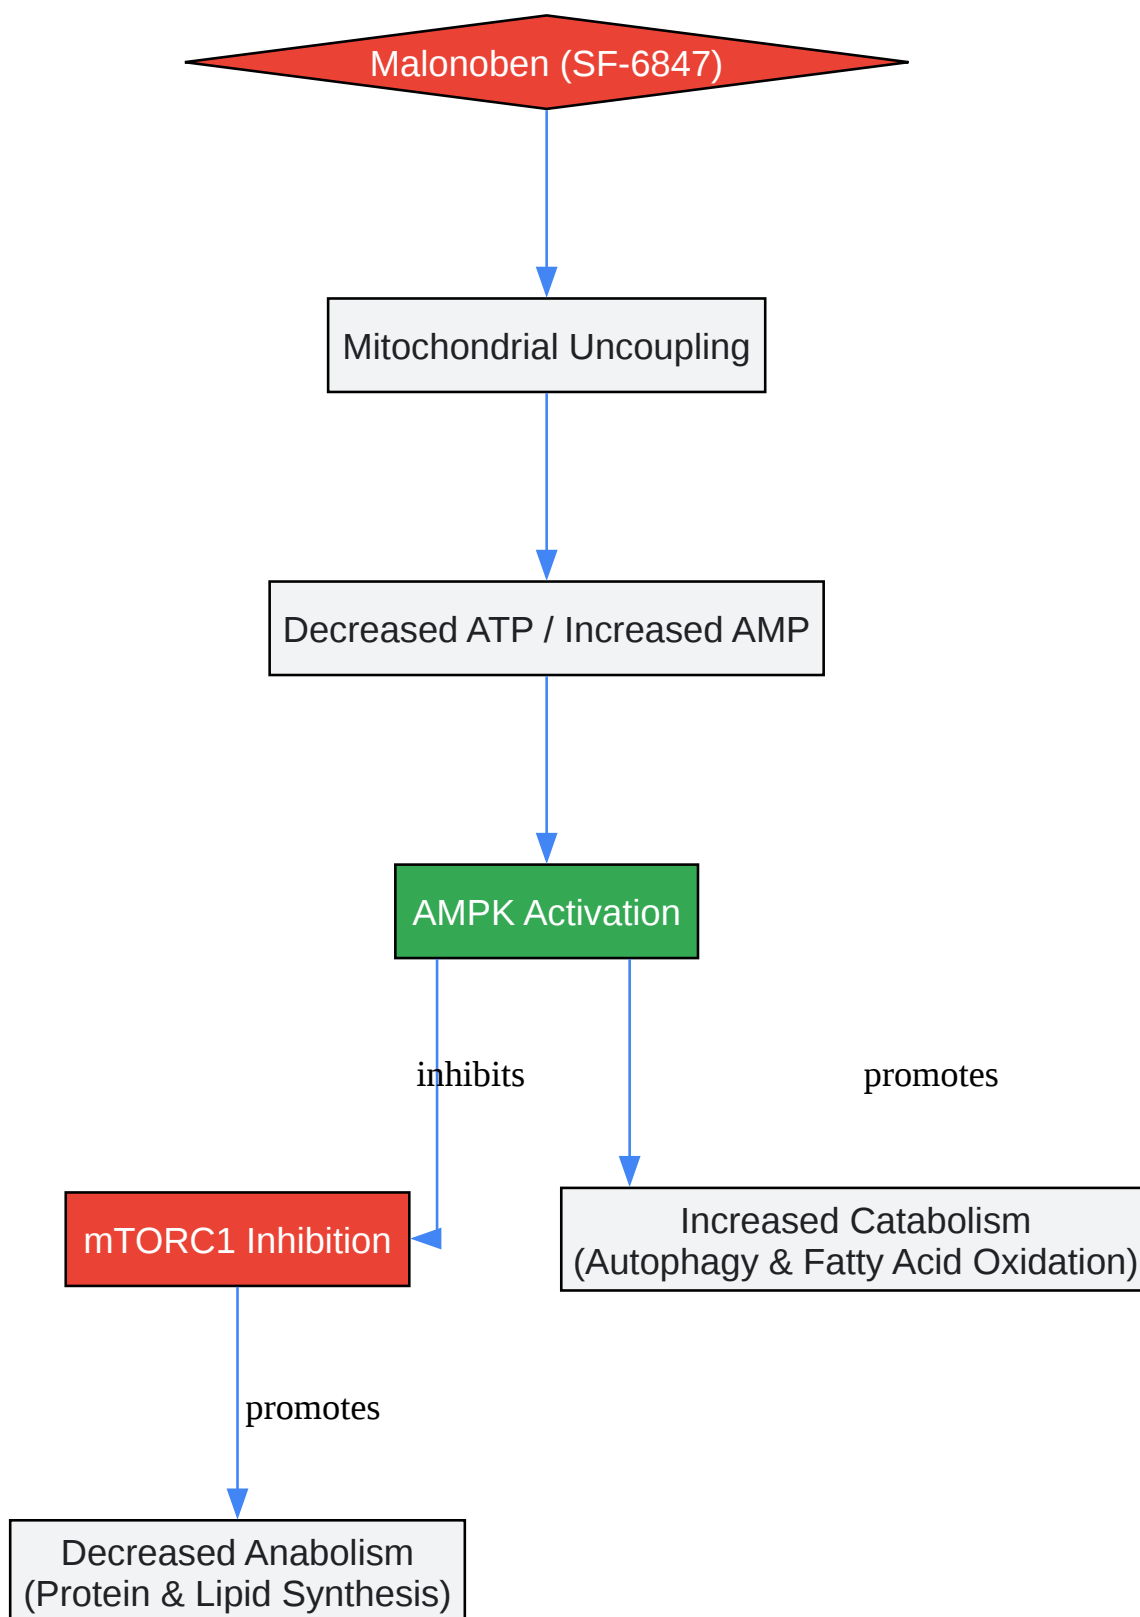 Malonoben (SF-6847)
Mitochondrial Uncoupling
Decreased ATP / Increased AMP
AMPK Activation
inhibits
promotes
mTORC1 Inhibition
Increased Catabolism
(Autophagy & Fatty Acid Oxidation)
promotes
Decreased Anabolism
(Protein & Lipid Synthesis)